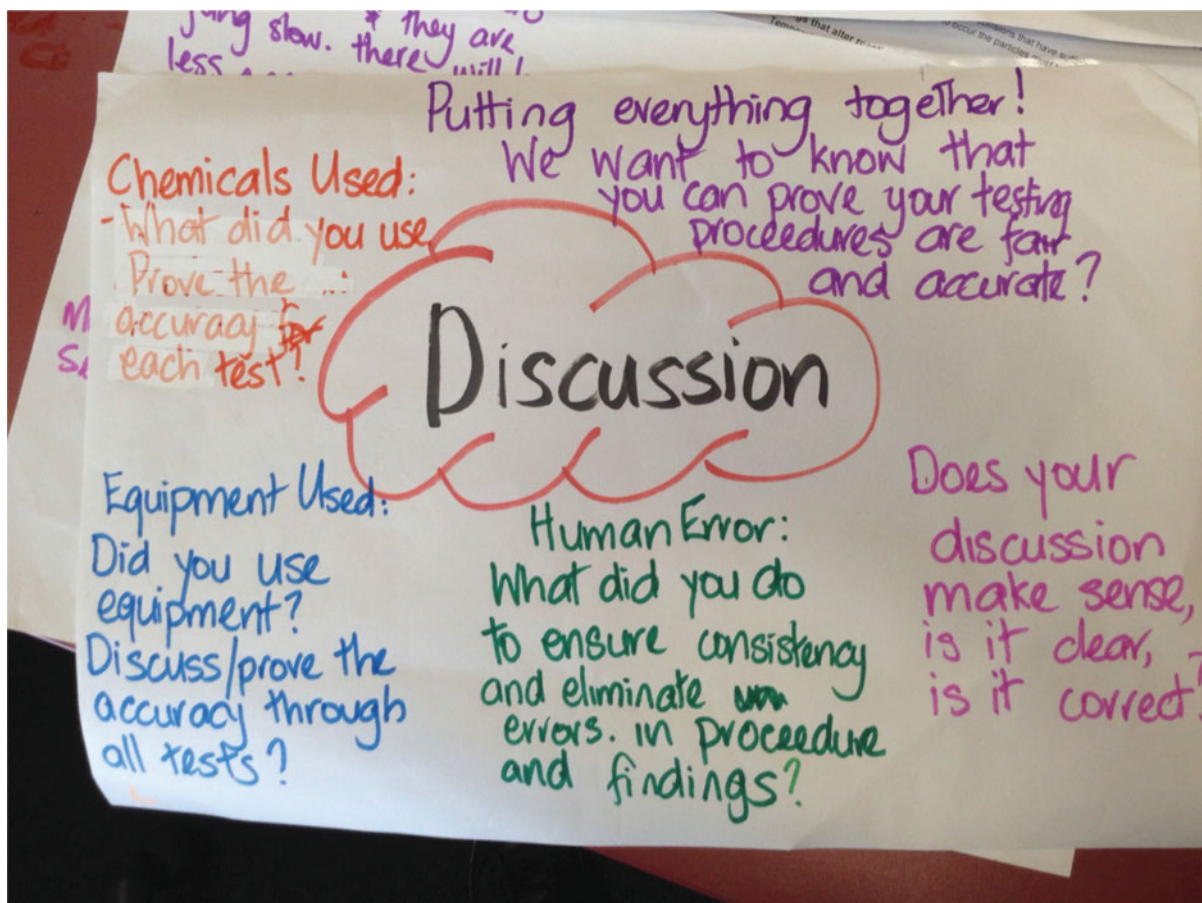 slow. * they are
less there will
Putting everything together!
We want to know that
you can prove your testing
proceedures are fair
and accurate?
Chemicals Used:
- What did you use
Prove the ...
accuracy for
each test?
Discussion
Equipment Used:
Did you use
equipment?
Discuss/prove the
accuracy through
all tests?
Human Error:
What did you do
to ensure consistency
and eliminate
errors. in proceedure
and findings?
Does your
discussion
make sense,
is it clear,
is it correct?